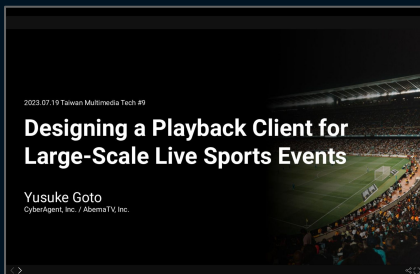 2023.07.19 Taiwan Multimedia Tech #9
Designing a Playback Client for
Large-Scale Live Sports Events
Yusuke Goto
CyberAgent, Inc. / AbemaTV, Inc.